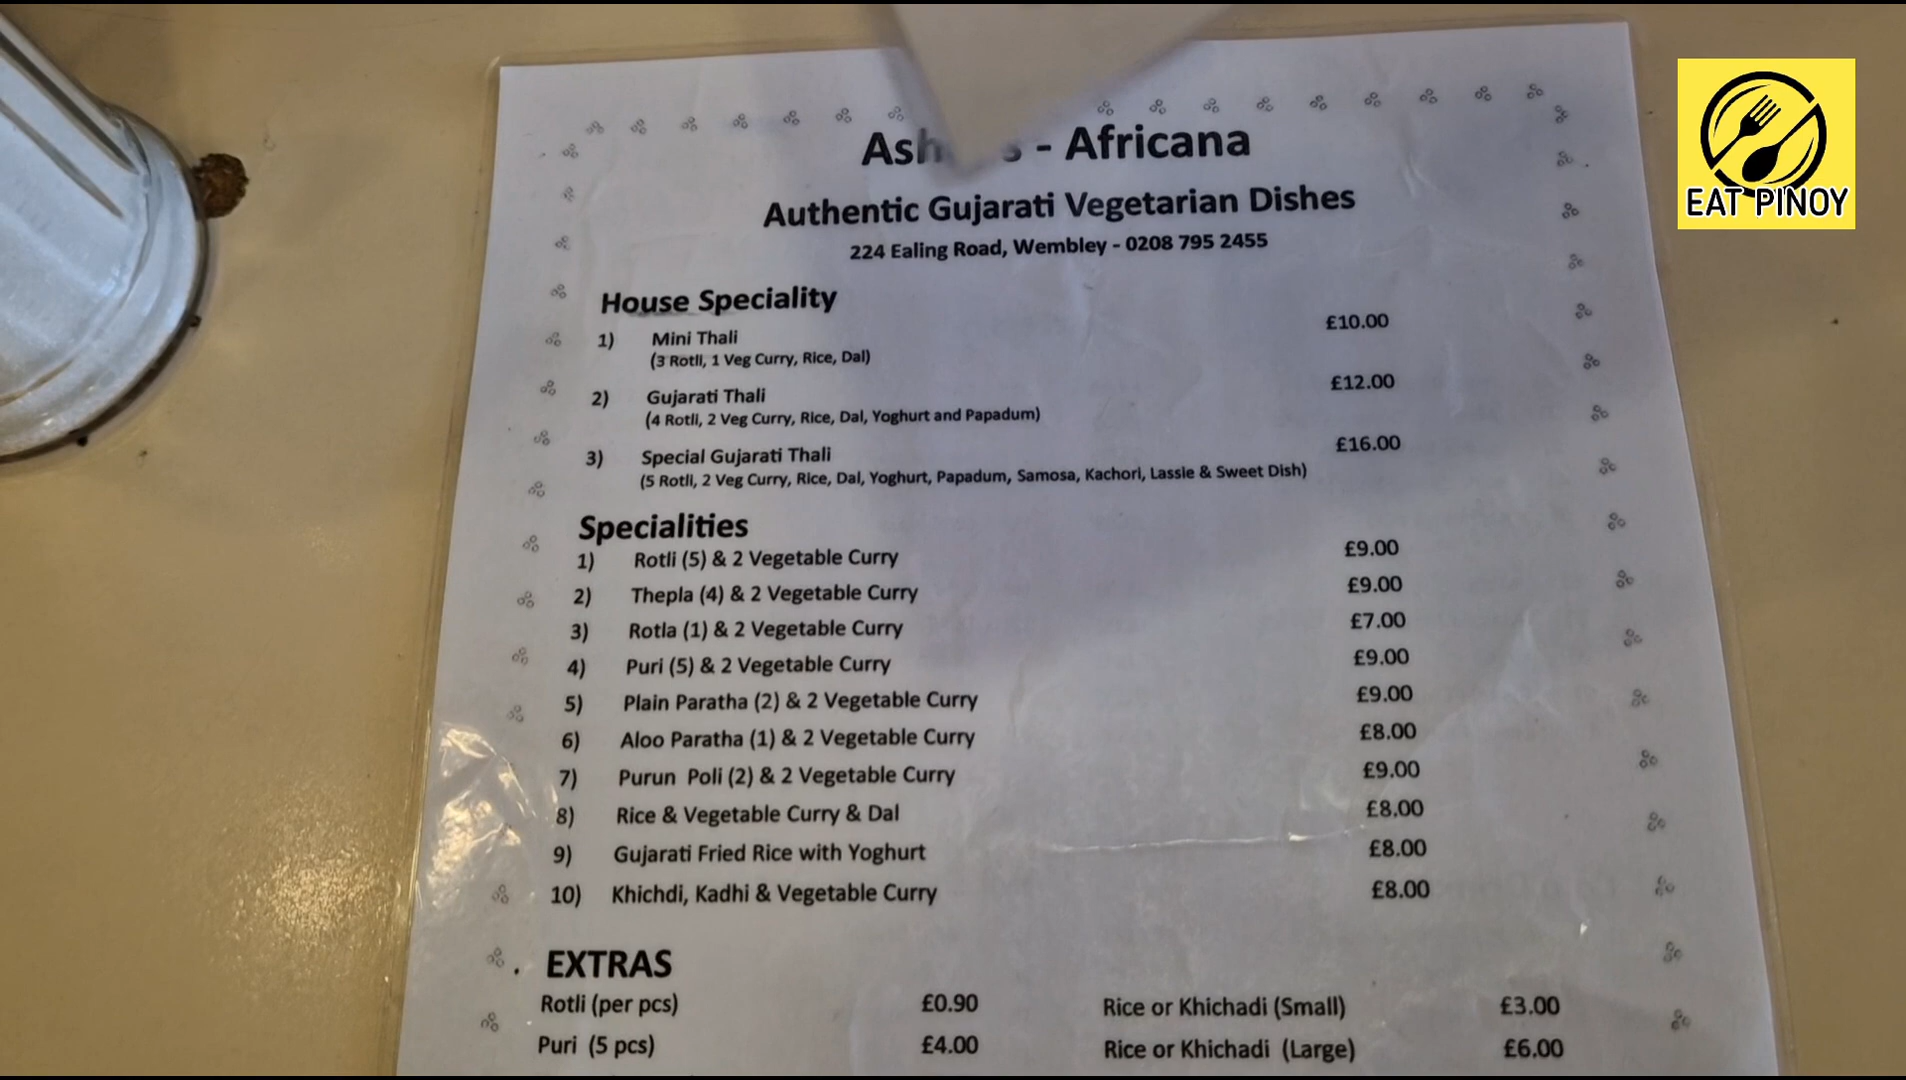 - Africana
Authentic Gujarati Vegetarian Dishes
224 Ealing Road, Wembley - 0208 795 2455
House Speciality
1) Mini Thali £10.00
(3 Rotli, 1 Veg Curry, Rice, Dal)
2) Gujarati Thali £12.00
(4 Rotli, 2 Veg Curry, Rice, Dal, Yoghurt and Papadum)
3) Special Gujarati Thali £16.00
(5 Rotli, 2 Veg Curry, Rice, Dal, Yoghurt, Papadum, Samosa, Kachori, Lassie & Sweet Dish)
Specialities
1) Rotli (5) & 2 Vegetable Curry £9.00
2) Thepla (4) & 2 Vegetable Curry £9.00
3) Rotla (1) & 2 Vegetable Curry £7.00
4) Puri (5) & 2 Vegetable Curry £9.00
5) Plain Paratha (2) & 2 Vegetable Curry £9.00
6) Aloo Paratha (1) & 2 Vegetable Curry £8.00
7) Purun Poli (2) & 2 Vegetable Curry £9.00
8) Rice & Vegetable Curry & Dal £8.00
9) Gujarati Fried Rice with Yoghurt £8.00
10) Khichdi, Kadhi & Vegetable Curry £8.00
EXTRAS
Rotli (per pcs) £0.90 Rice or Khichadi (Small) £3.00
Puri (5 pcs) £4.00 Rice or Khichadi (Large) £6.00
EAT PINOY